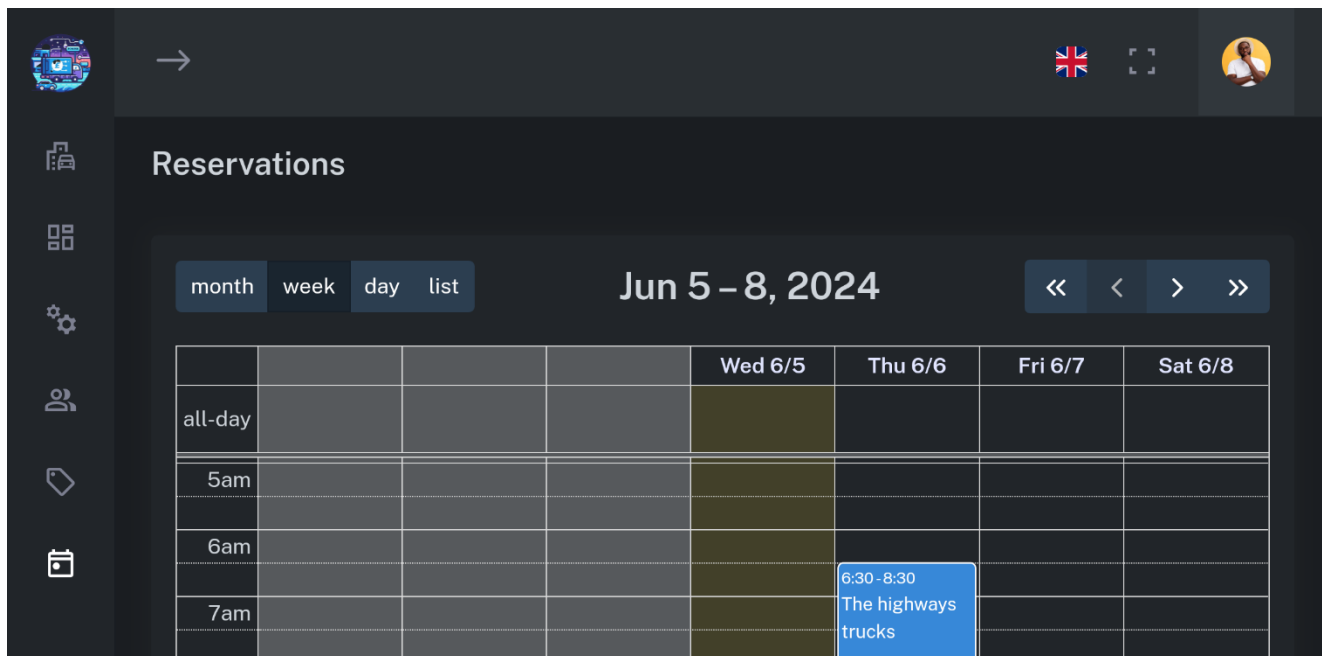 Reservations
month week day list
Jun 5 – 8, 2024
Wed 6/5 Thu 6/6 Fri 6/7 Sat 6/8
all-day
5am
6am
6:30 - 8:30
The highways
7am
trucks